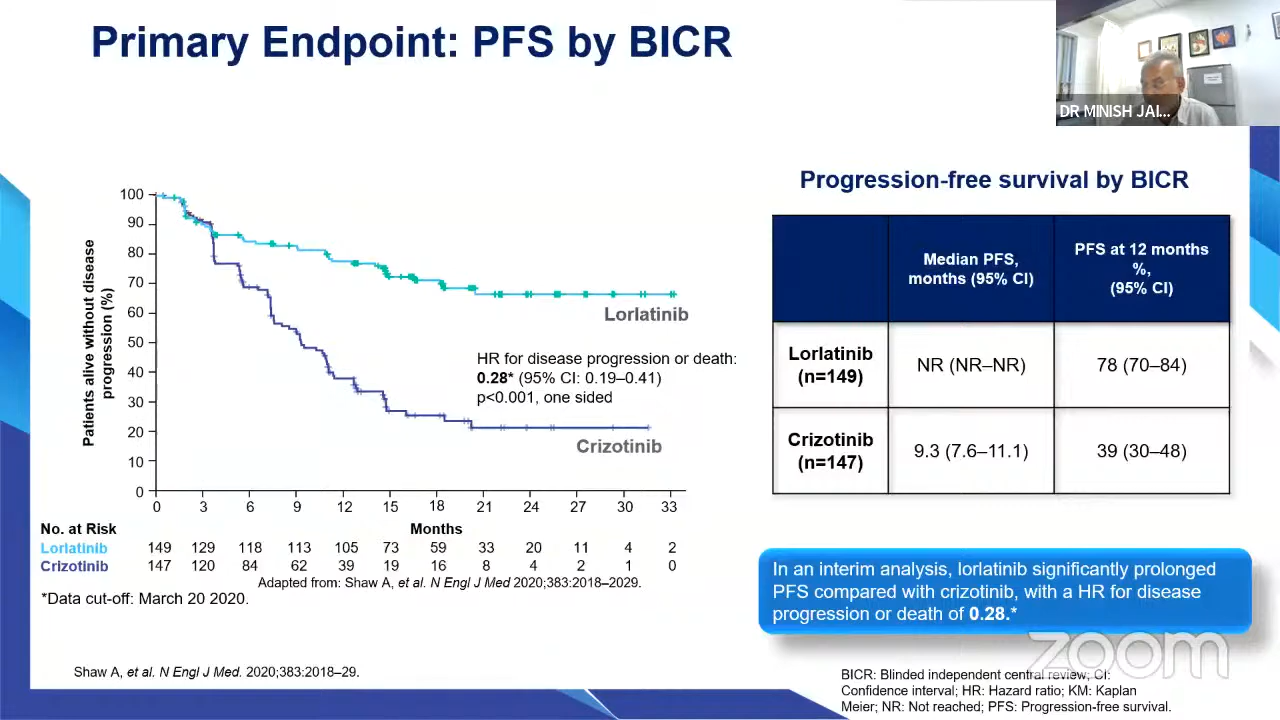 Primary Endpoint: PFS by BICR
DR MINISH JAI...
Patients alive without disease
progression (%)
100
90
80
70
60
50
40
30
20
10
0
0 3 6 9 12 15 18 21 24 27 30 33
Months
Lorlatinib
HR for disease progression or death:
0.28* (95% CI: 0.19–0.41)
p<0.001, one sided
Crizotinib
No. at Risk
Lorlatinib 149 129 118 113 105 73 59 33 20 11 4 2
Crizotinib 147 120 84 62 39 19 16 8 4 2 1 0
Adapted from: Shaw A, et al. N Engl J Med 2020;383:2018–2029.
*Data cut-off: March 20 2020.
Progression-free survival by BICR
Median PFS,
months (95% CI)
PFS at 12 months
%,
(95% CI)
Lorlatinib
(n=149)
NR (NR–NR)
78 (70–84)
Crizotinib
(n=147)
9.3 (7.6–11.1)
39 (30–48)
In an interim analysis, lorlatinib significantly prolonged
PFS compared with crizotinib, with a HR for disease
progression or death of 0.28.*
zoom
Shaw A, et al. N Engl J Med. 2020;383:2018–29.
BICR: Blinded independent central review; CI:
Confidence interval; HR: Hazard ratio; KM: Kaplan
Meier; NR: Not reached; PFS: Progression-free survival.